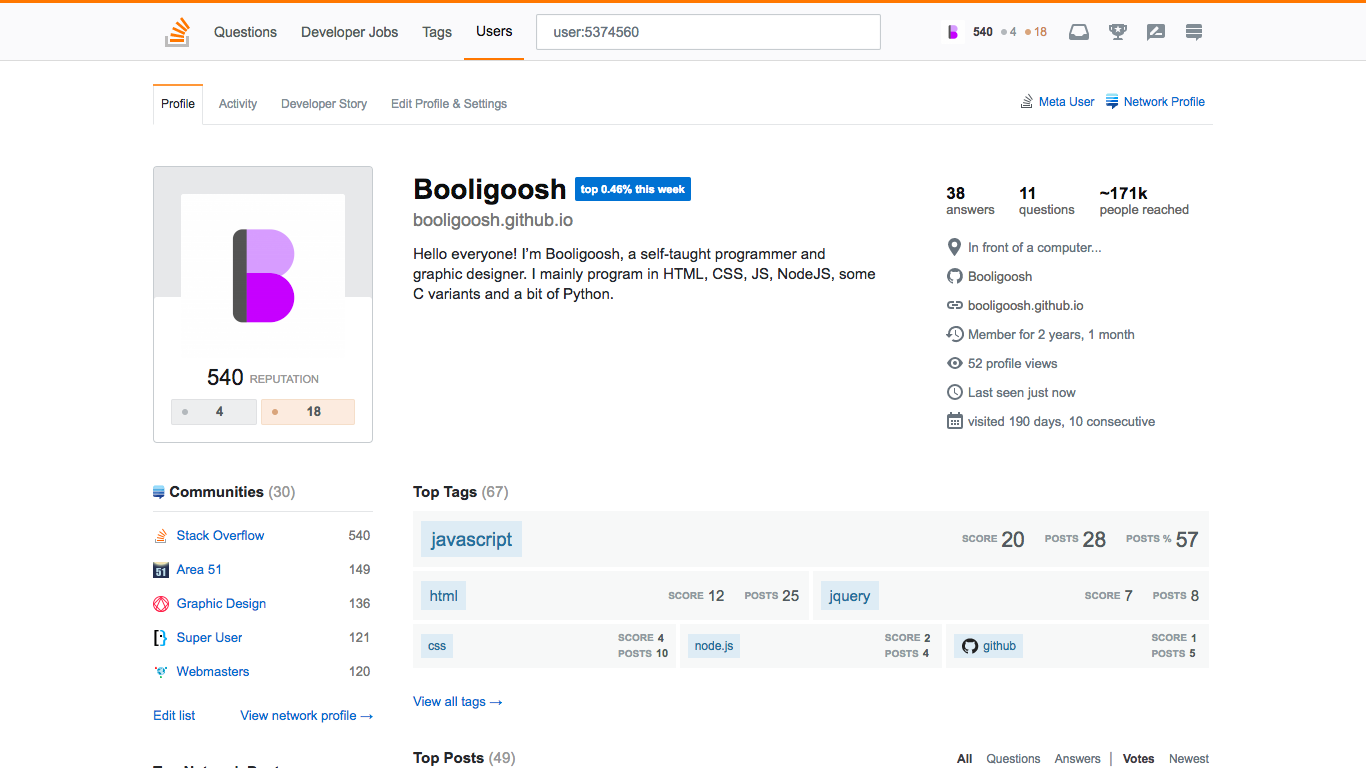 Questions Developer Jobs Tags Users user:5374560 540 4 18
Profile Activity Developer Story Edit Profile & Settings Meta User Network Profile
Booligoosh top 0.46% this week
booligoosh.github.io
Hello everyone! I'm Booligoosh, a self-taught programmer and
graphic designer. I mainly program in HTML, CSS, JS, NodeJS, some
C variants and a bit of Python.
38 11 ~171k
answers questions people reached
In front of a computer...
Booligoosh
booligoosh.github.io
Member for 2 years, 1 month
52 profile views
Last seen just now
visited 190 days, 10 consecutive
B
540 REPUTATION
4 18
Communities (30)
Stack Overflow 540
51 Area 51 149
Graphic Design 136
Super User 121
Webmasters 120
Edit list View network profile →
Top Tags (67)
javascript SCORE 20 POSTS 28 POSTS % 57
html SCORE 12 POSTS 25 jquery SCORE 7 POSTS 8
css SCORE 4 POSTS 10 node.js SCORE 2 POSTS 4 github SCORE 1 POSTS 5
View all tags →
Top Posts (49) All Questions Answers | Votes Newest